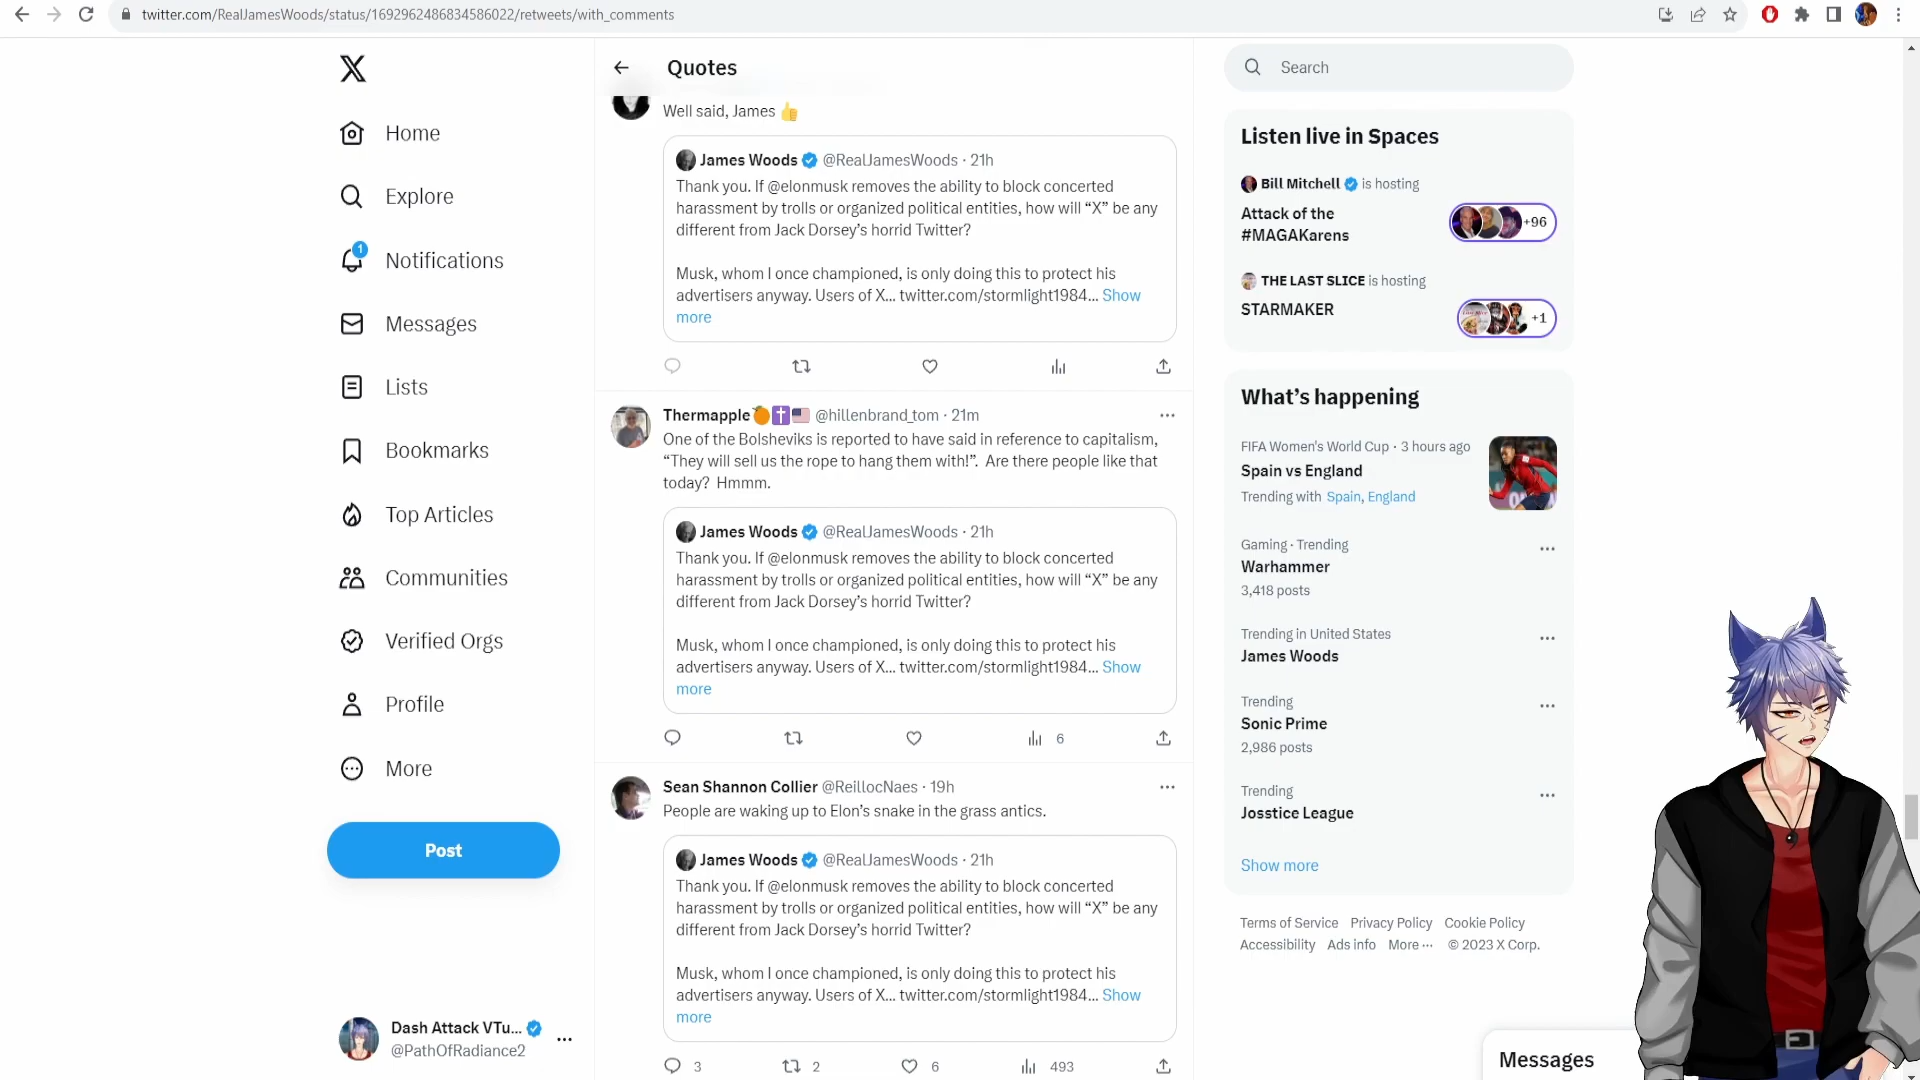 twitter.com/RealJamesWoods/status/1692962486834586022/retweets/with_comments
Home
Explore
1
Notifications
Messages
Lists
Bookmarks
Top Articles
Communities
Verified Orgs
Profile
More
Post
Dash Attack VTu...
@PathOfRadiance2
Quotes
Well said, James 👍
James Woods @RealJamesWoods · 21h
Thank you. If @elonmusk removes the ability to block concerted
harassment by trolls or organized political entities, how will “X” be any
different from Jack Dorsey’s horrid Twitter?
Musk, whom I once championed, is only doing this to protect his
advertisers anyway. Users of X... twitter.com/stormlight1984... Show
more
Thermapple🍊✝️🇺🇸 @hillenbrand_tom · 21m
One of the Bolsheviks is reported to have said in reference to capitalism,
“They will sell us the rope to hang them with!”.  Are there people like that
today?  Hmmm.
James Woods @RealJamesWoods · 21h
Thank you. If @elonmusk removes the ability to block concerted
harassment by trolls or organized political entities, how will “X” be any
different from Jack Dorsey’s horrid Twitter?
Musk, whom I once championed, is only doing this to protect his
advertisers anyway. Users of X... twitter.com/stormlight1984... Show
more
6
Sean Shannon Collier @ReillocNaes · 19h
People are waking up to Elon’s snake in the grass antics.
James Woods @RealJamesWoods · 21h
Thank you. If @elonmusk removes the ability to block concerted
harassment by trolls or organized political entities, how will “X” be any
different from Jack Dorsey’s horrid Twitter?
Musk, whom I once championed, is only doing this to protect his
advertisers anyway. Users of X... twitter.com/stormlight1984... Show
more
3 2 6 493
Search
Listen live in Spaces
Bill Mitchell is hosting
Attack of the
#MAGAKarens
+96
THE LAST SLICE is hosting
STARMAKER
+1
What’s happening
FIFA Women's World Cup · 3 hours ago
Spain vs England
Trending with Spain, England
Gaming · Trending
Warhammer
3,418 posts
Trending in United States
James Woods
Trending
Sonic Prime
2,986 posts
Trending
Josstice League
Show more
Terms of Service Privacy Policy Cookie Policy
Accessibility Ads info More ··· © 2023 X Corp.
Messages